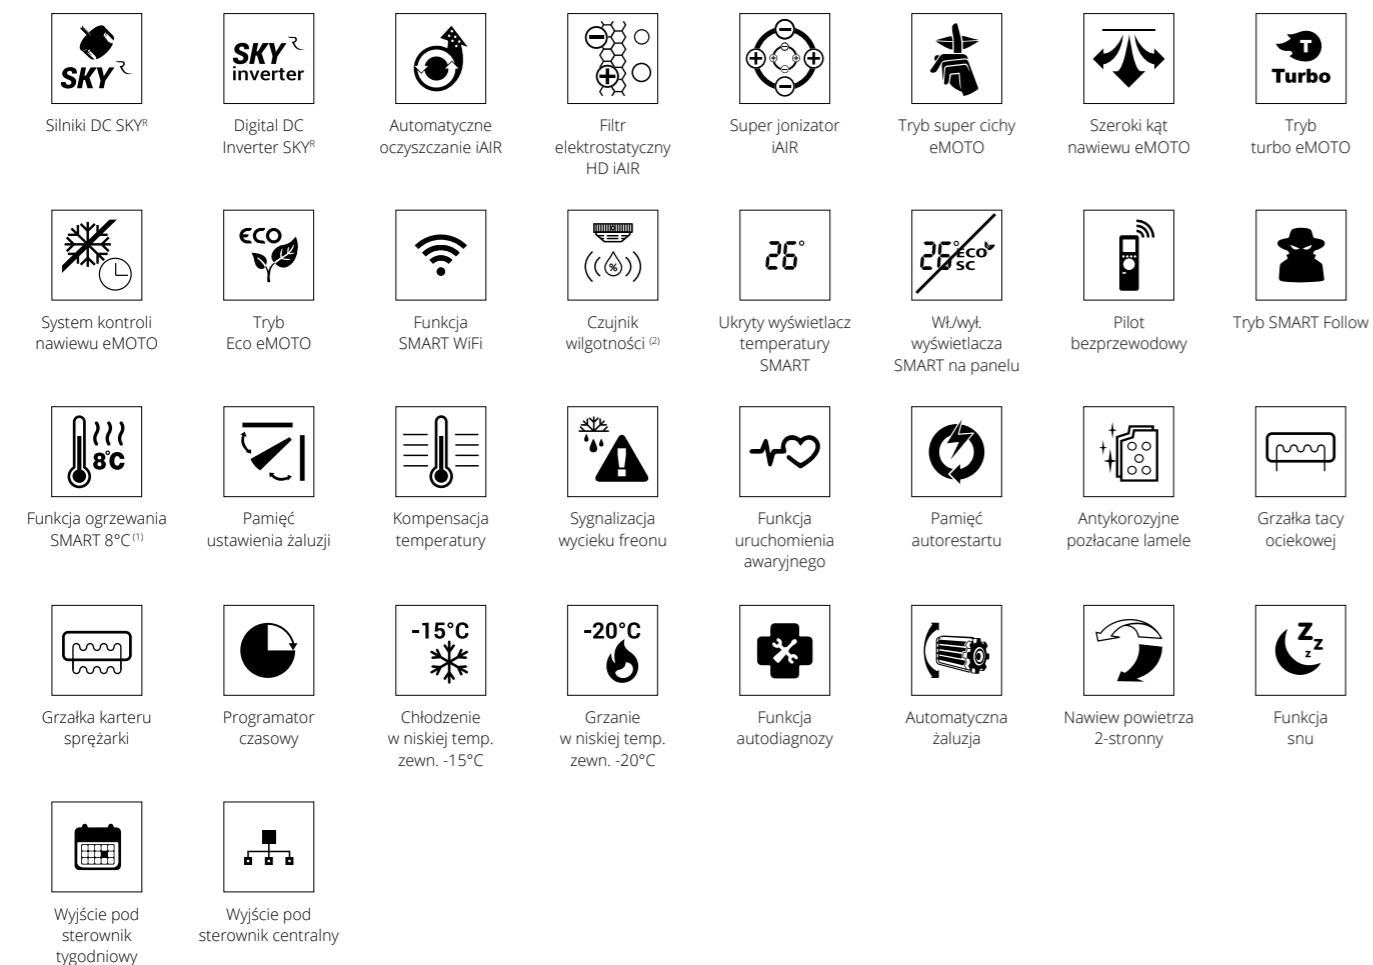 SKY R
Silniki DC SKYᴿ
SKY R
inverter
Digital DC
Inverter SKYᴿ
Automatyczne
oczyszczanie iAIR
Filtr
elektrostatyczny
HD iAIR
Super jonizator
iAIR
Tryb super cichy
eMOTO
Szeroki kąt
nawiewu eMOTO
T
Turbo
Tryb
turbo eMOTO
System kontroli
nawiewu eMOTO
ECO
Tryb
Eco eMOTO
Funkcja
SMART WiFi
%
Czujnik
wilgotności (2)
26°
Ukryty wyświetlacz
temperatury
SMART
26° ECO
SC
Wł./wył.
wyświetlacza
SMART na panelu
Pilot
bezprzewodowy
Tryb SMART Follow
8°C
Funkcja ogrzewania
SMART 8°C (1)
Pamięć
ustawienia żaluzji
Kompensacja
temperatury
Sygnalizacja
wycieku freonu
Funkcja
uruchomienia
awaryjnego
Pamięć
autorestartu
Antykorozyjne
pozłacane lamele
Grzałka tacy
ociekowej
Grzałka karteru
sprężarki
Programator
czasowy
-15°C
Chłodzenie
w niskiej temp.
zewn. -15°C
-20°C
Grzanie
w niskiej temp.
zewn. -20°C
Funkcja
autodiagnozy
Automatyczna
żaluzja
Nawiew powietrza
2-stronny
Z z z
Funkcja
snu
Wyjście pod
sterownik
tygodniowy
Wyjście pod
sterownik centralny